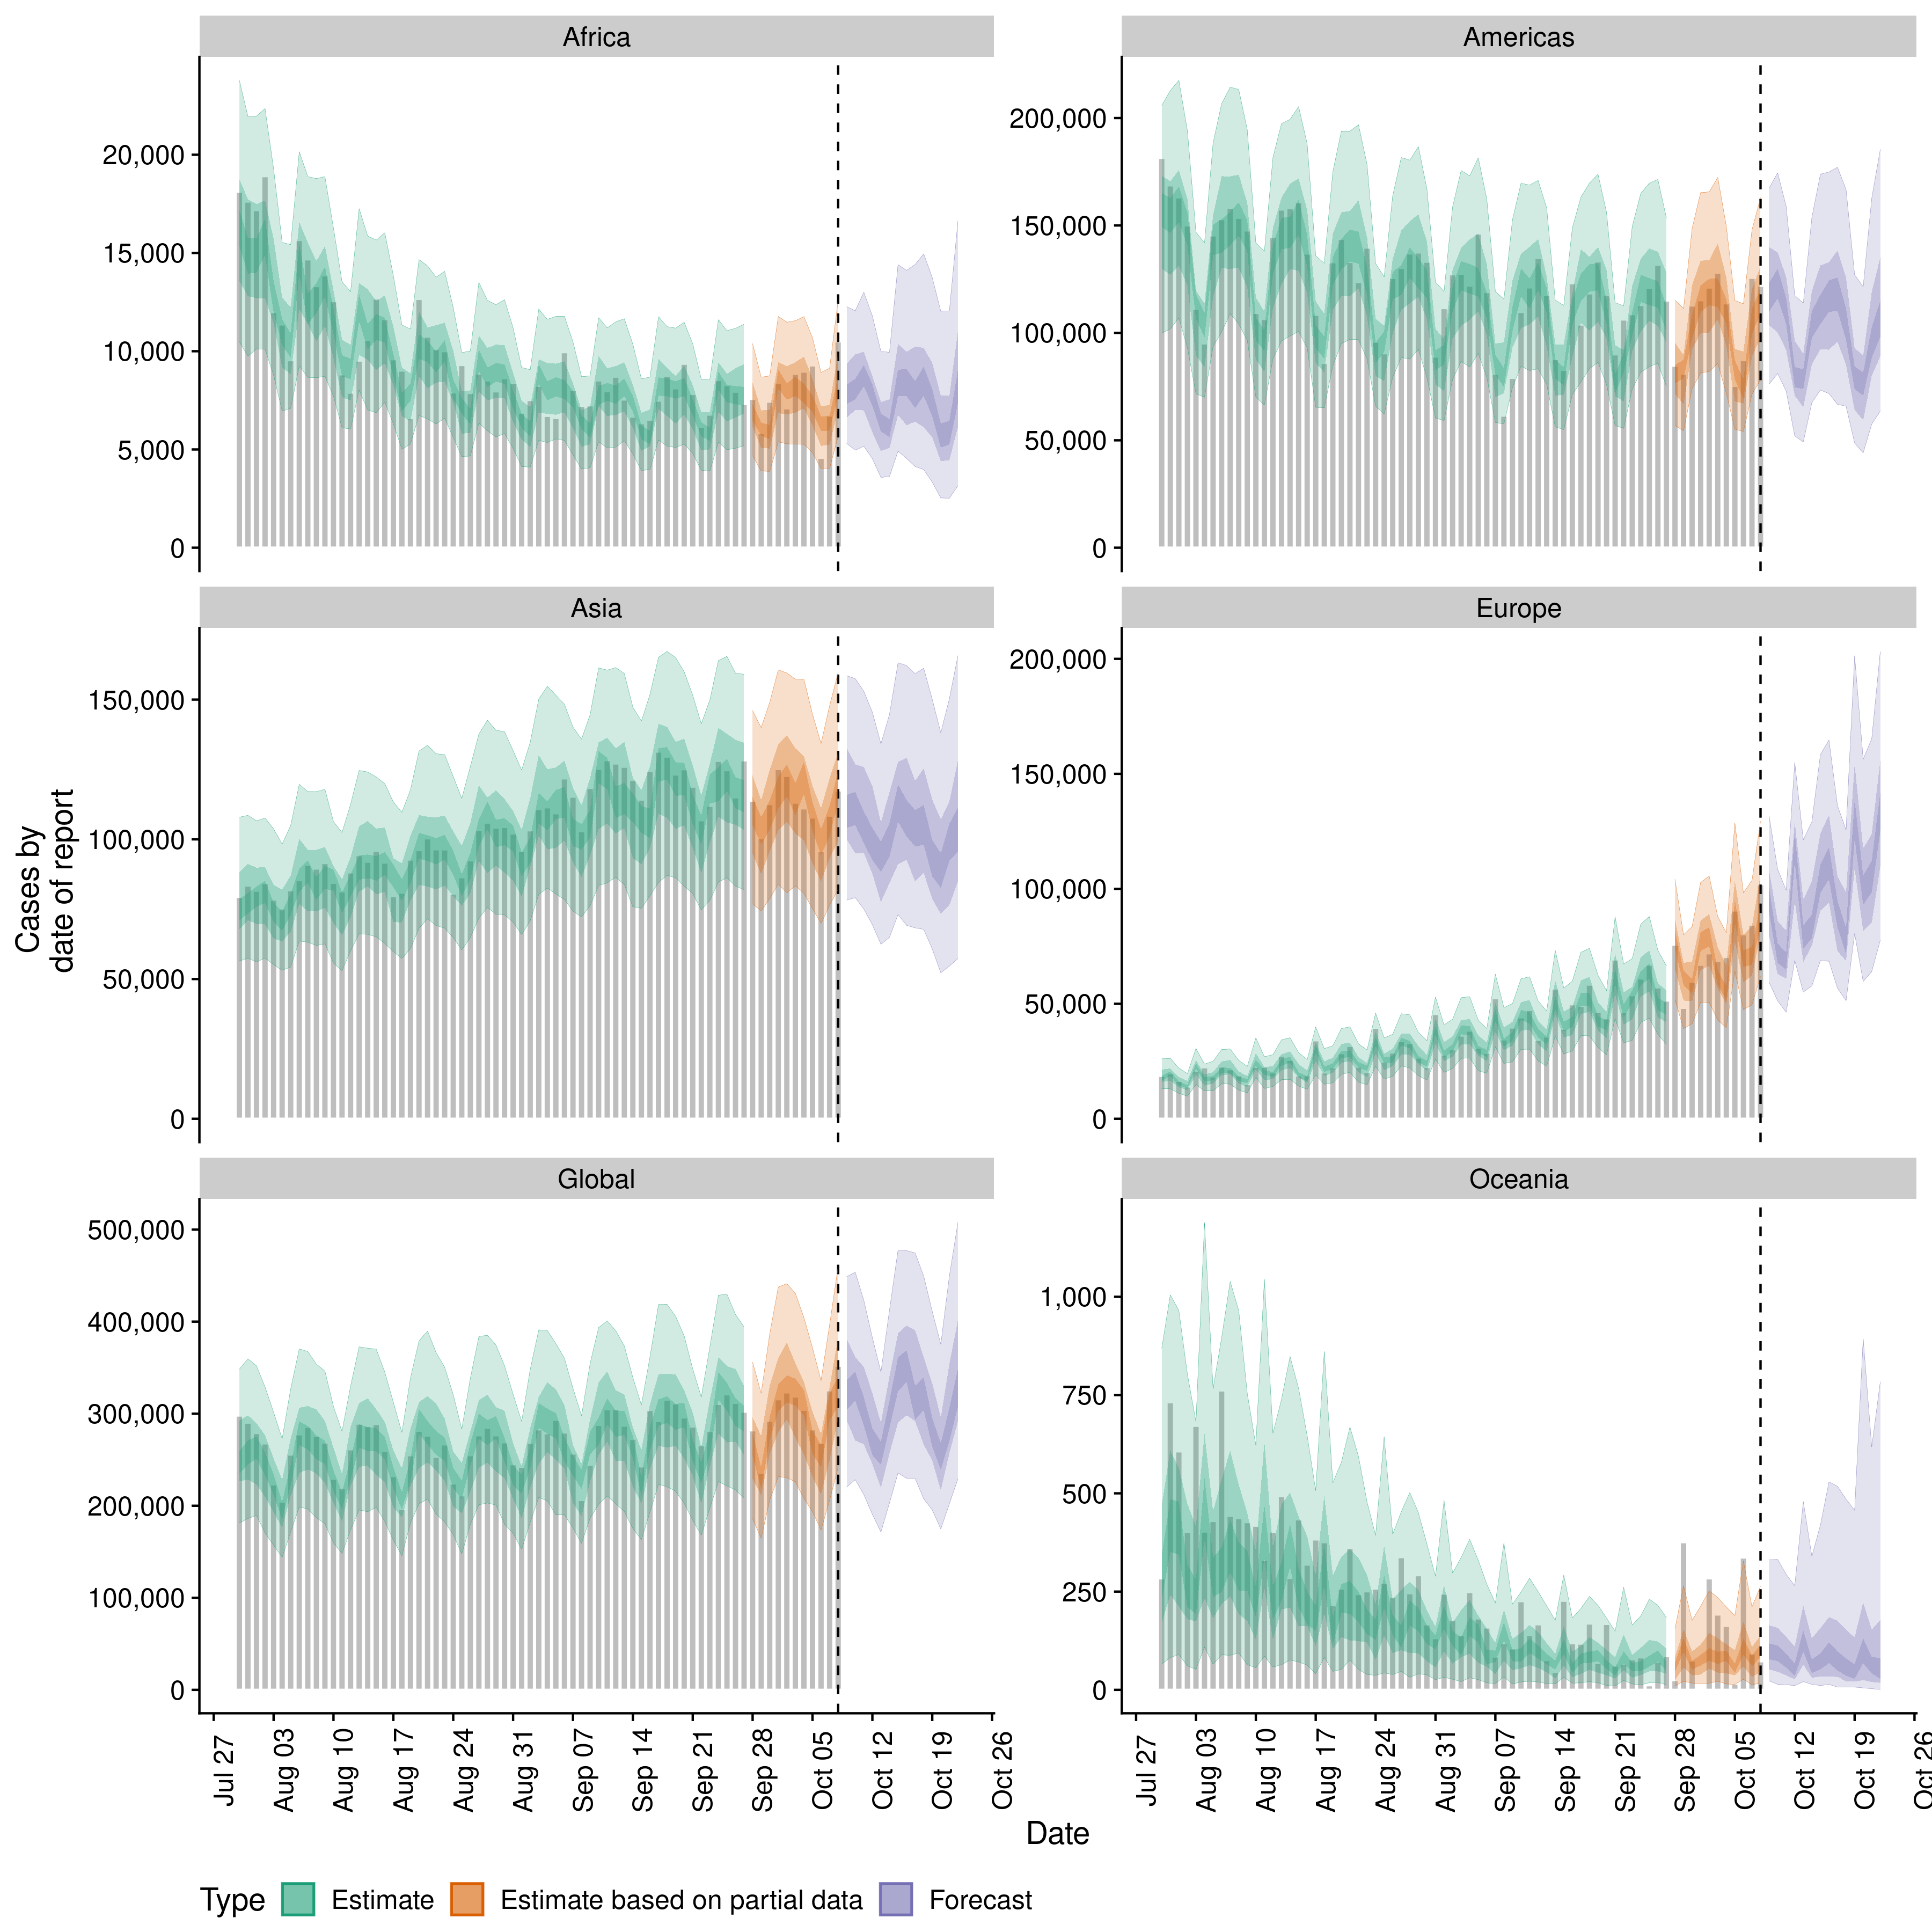 Africa
Americas
20,000
15,000
10,000
5,000
0
200,000
150,000
100,000
50,000
0
Asia
Europe
150,000
100,000
50,000
0
200,000
150,000
100,000
50,000
0
Cases by
date of report
Global
Oceania
500,000
400,000
300,000
200,000
100,000
0
1,000
750
500
250
0
Jul 27
Aug 03
Aug 10
Aug 17
Aug 24
Aug 31
Sep 07
Sep 14
Sep 21
Sep 28
Oct 05
Oct 12
Oct 19
Oct 26
Jul 27
Aug 03
Aug 10
Aug 17
Aug 24
Aug 31
Sep 07
Sep 14
Sep 21
Sep 28
Oct 05
Oct 12
Oct 19
Oct 26
Date
Type Estimate Estimate based on partial data Forecast